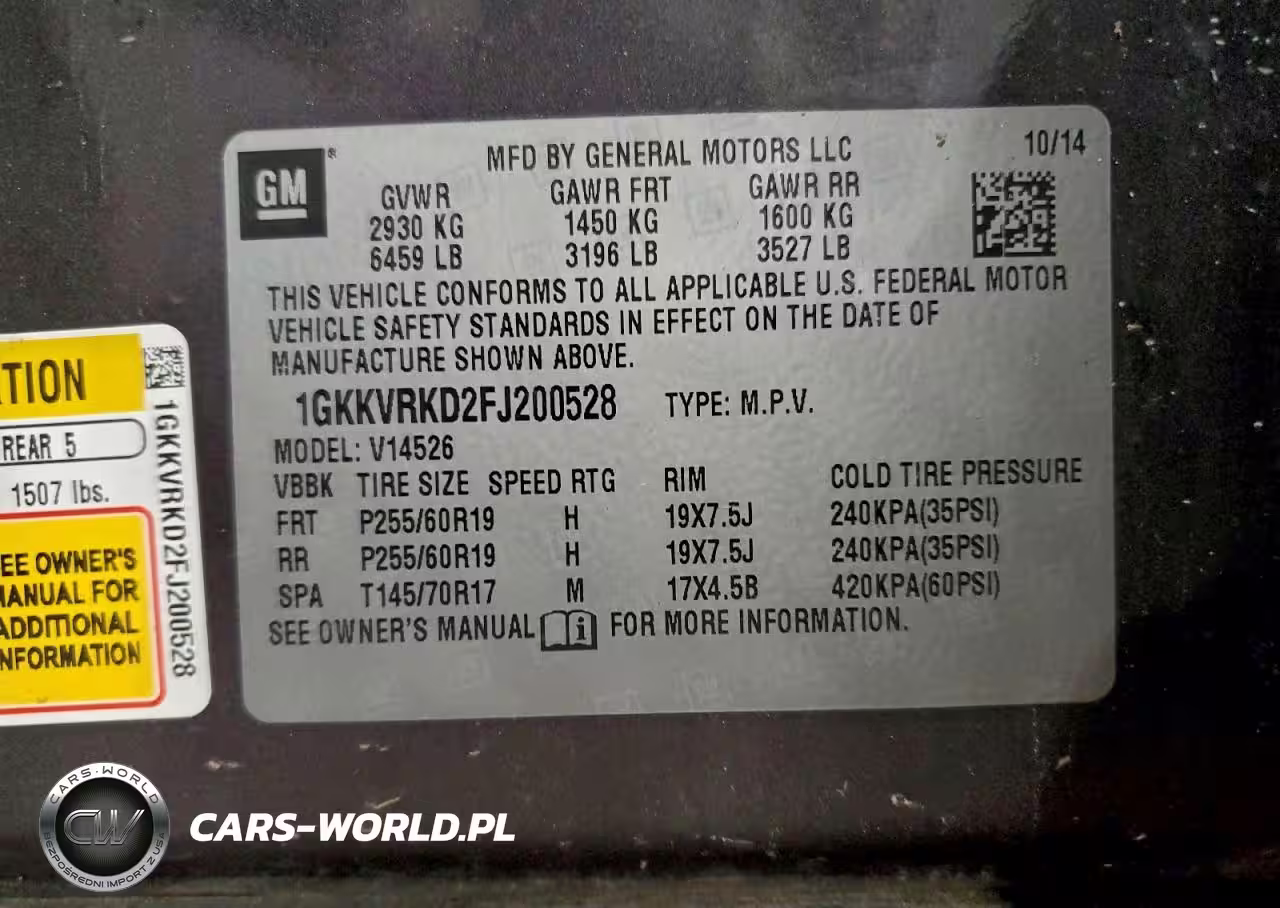 GM
MFD BY GENERAL MOTORS LLC 10/14
GVWR GAWR FRT GAWR RR
2930 KG 1450 KG 1600 KG
6459 LB 3196 LB 3527 LB
THIS VEHICLE CONFORMS TO ALL APPLICABLE U.S. FEDERAL MOTOR
VEHICLE SAFETY STANDARDS IN EFFECT ON THE DATE OF
MANUFACTURE SHOWN ABOVE.
1GKKVRKD2FJ200528 TYPE: M.P.V.
MODEL: V14526
VBBK TIRE SIZE SPEED RTG RIM COLD TIRE PRESSURE
FRT P255/60R19 H 19X7.5J 240KPA(35PSI)
RR P255/60R19 H 19X7.5J 240KPA(35PSI)
SPA T145/70R17 M 17X4.5B 420KPA(60PSI)
SEE OWNER'S MANUAL i FOR MORE INFORMATION.
TION
REAR 5
1507 lbs.
EE OWNER'S
MANUAL FOR
ADDITIONAL
NFORMATION
1GKKVRKD2FJ200528
CARS-WORLD
CW
BEZPOŚREDNI IMPORT Z USA
CARS-WORLD.PL